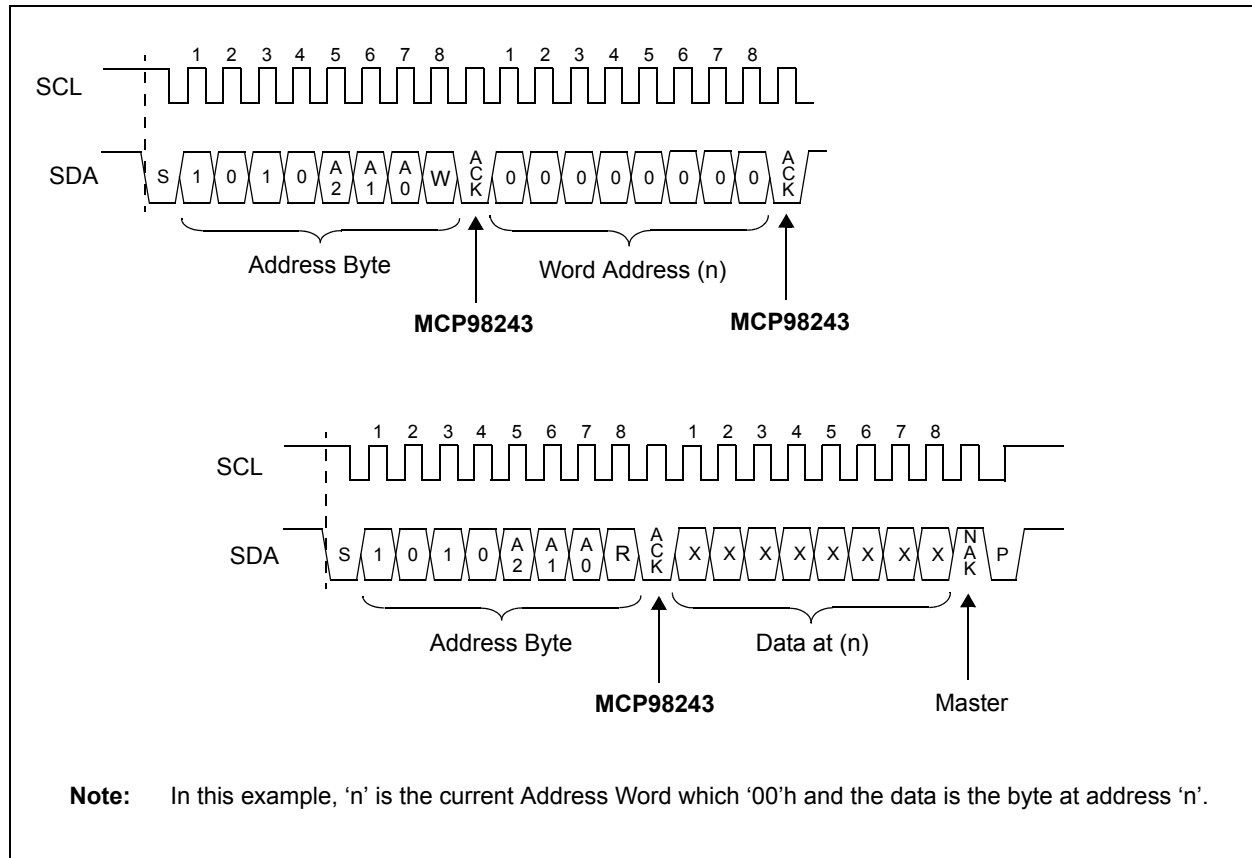 1 2 3 4 5 6 7 8 1 2 3 4 5 6 7 8
SCL
SDA
S 1 0 1 0 A2 A1 A0 W ACK 0 0 0 0 0 0 0 0 ACK
Address Byte Word Address (n)
MCP98243 MCP98243
1 2 3 4 5 6 7 8 1 2 3 4 5 6 7 8
SCL
SDA
S 1 0 1 0 A2 A1 A0 R ACK X X X X X X X X NAK P
Address Byte Data at (n)
MCP98243 Master
Note: In this example, ‘n’ is the current Address Word which ‘00’h and the data is the byte at address ‘n’.